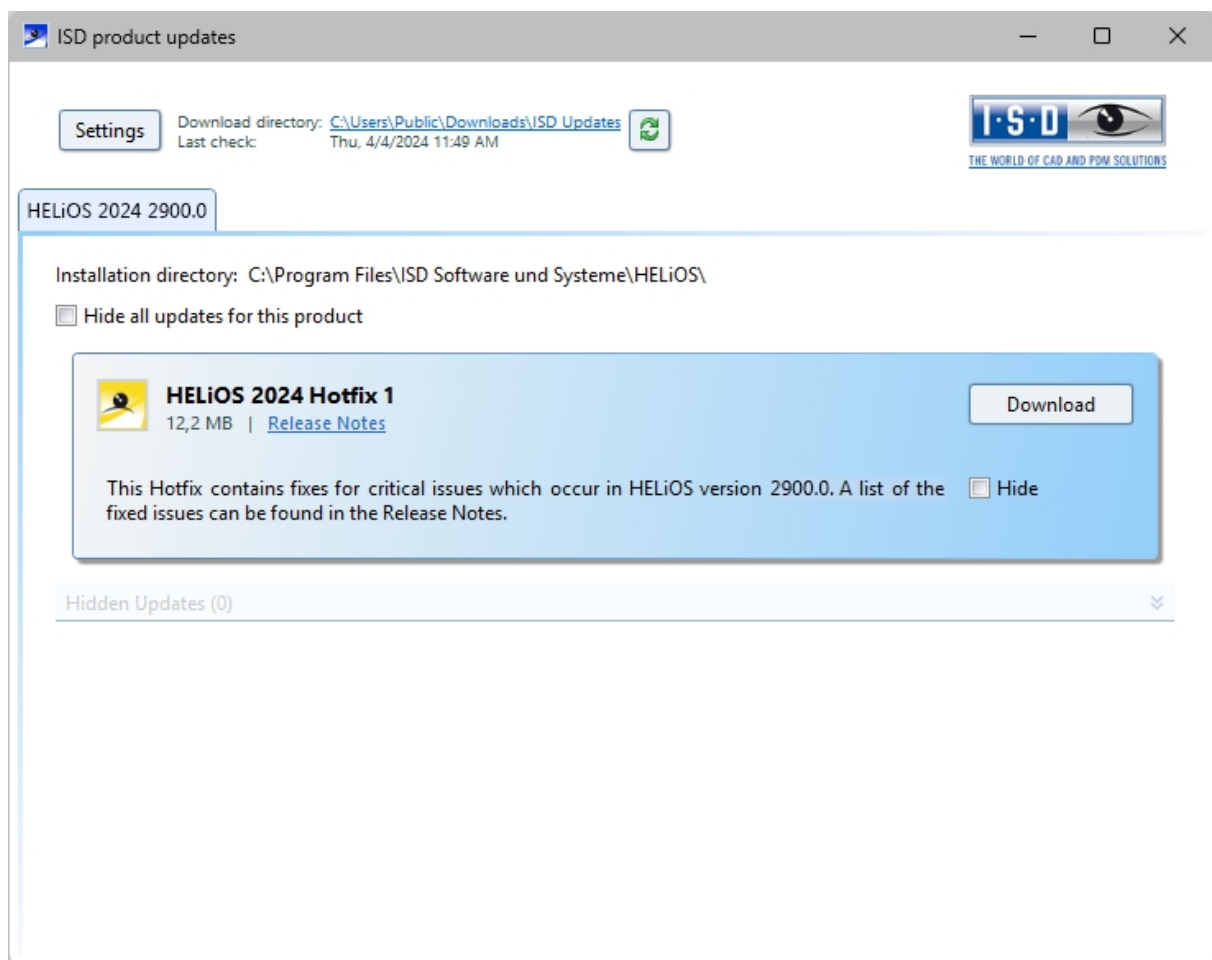 ISD product updates
Settings
Download directory: C:\Users\Public\Downloads\ISD Updates
Last check: Thu, 4/4/2024 11:49 AM
I·S·D
THE WORLD OF CAD AND PDM SOLUTIONS
HELiOS 2024 2900.0
Installation directory: C:\Program Files\ISD Software und Systeme\HELiOS\
Hide all updates for this product
HELiOS 2024 Hotfix 1
12,2 MB | Release Notes
Download
This Hotfix contains fixes for critical issues which occur in HELiOS version 2900.0. A list of the
fixed issues can be found in the Release Notes.
Hide
Hidden Updates (0)